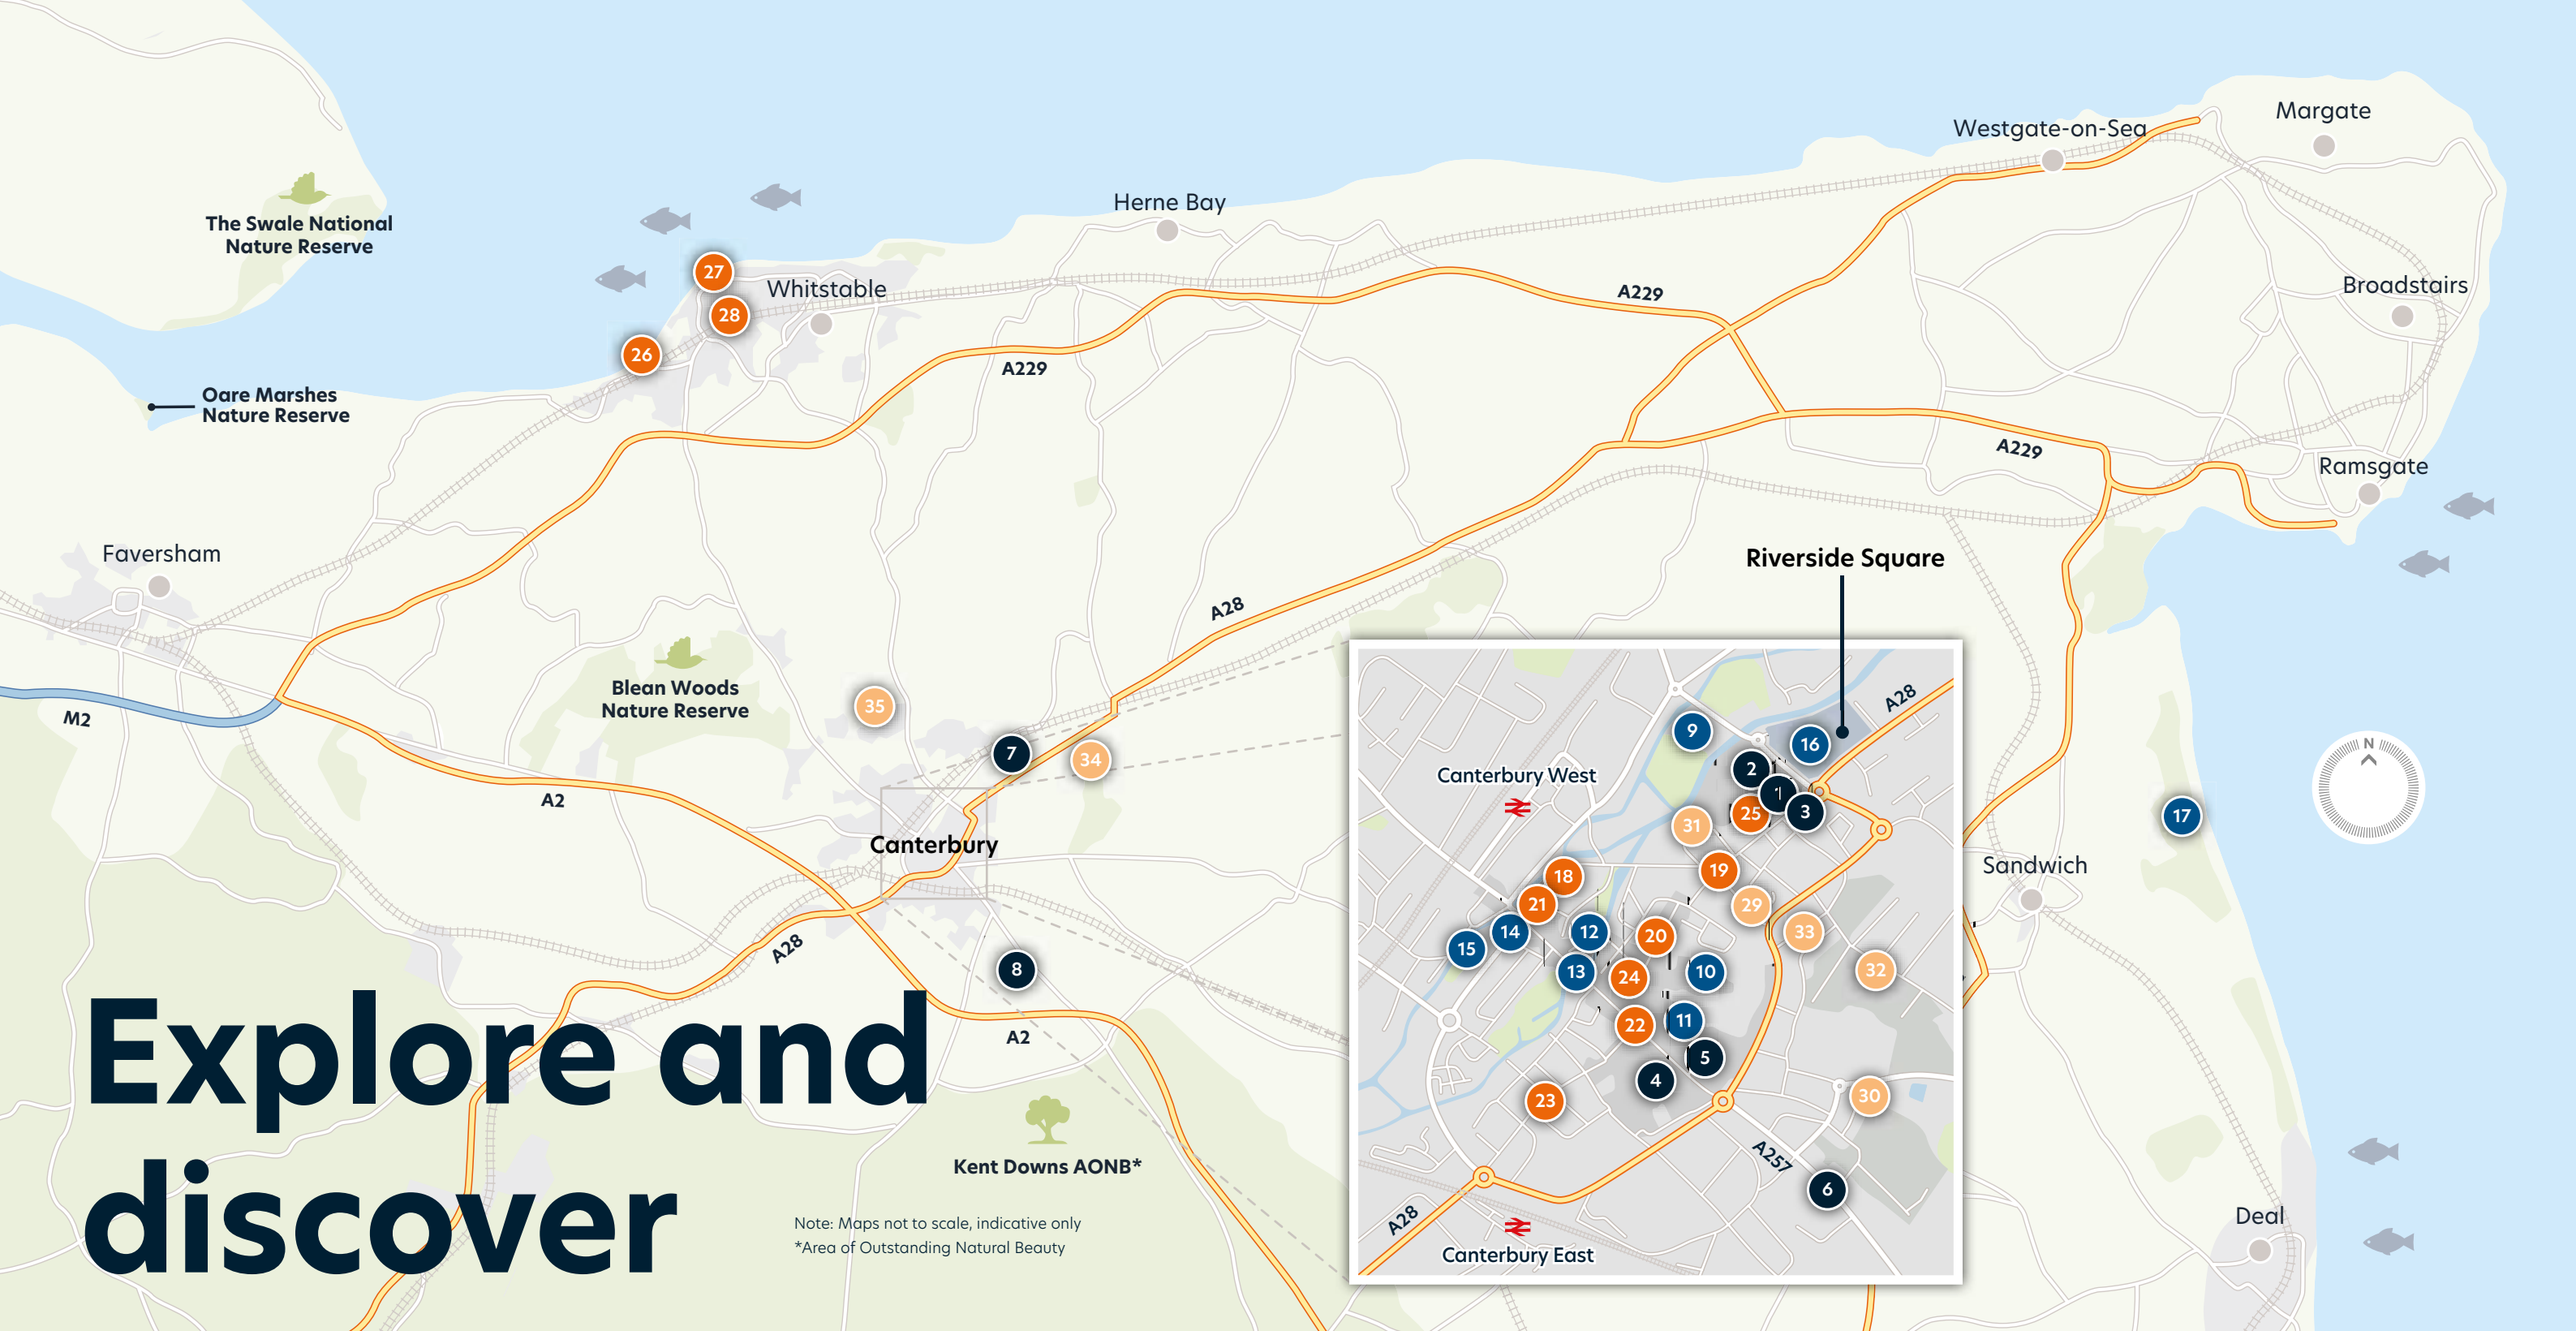 Margate
Westgate-on-Sea
Herne Bay
The Swale National
Nature Reserve
27
Whitstable
28
A229
Broadstairs
26
A229
Oare Marshes
Nature Reserve
A229
Ramsgate
Faversham
Riverside Square
A28
Blean Woods
Nature Reserve
35
M2
7
34
N
A2
17
Canterbury
Sandwich
A28
8
A2
Explore and
discover
Kent Downs AONB*
Note: Maps not to scale, indicative only
*Area of Outstanding Natural Beauty
Deal
A28
9
16
2
Canterbury West
1
25
3
31
19
18
21
29
14
12
20
33
15
13
24
10
32
11
22
5
4
30
23
A257
6
A28
Canterbury East